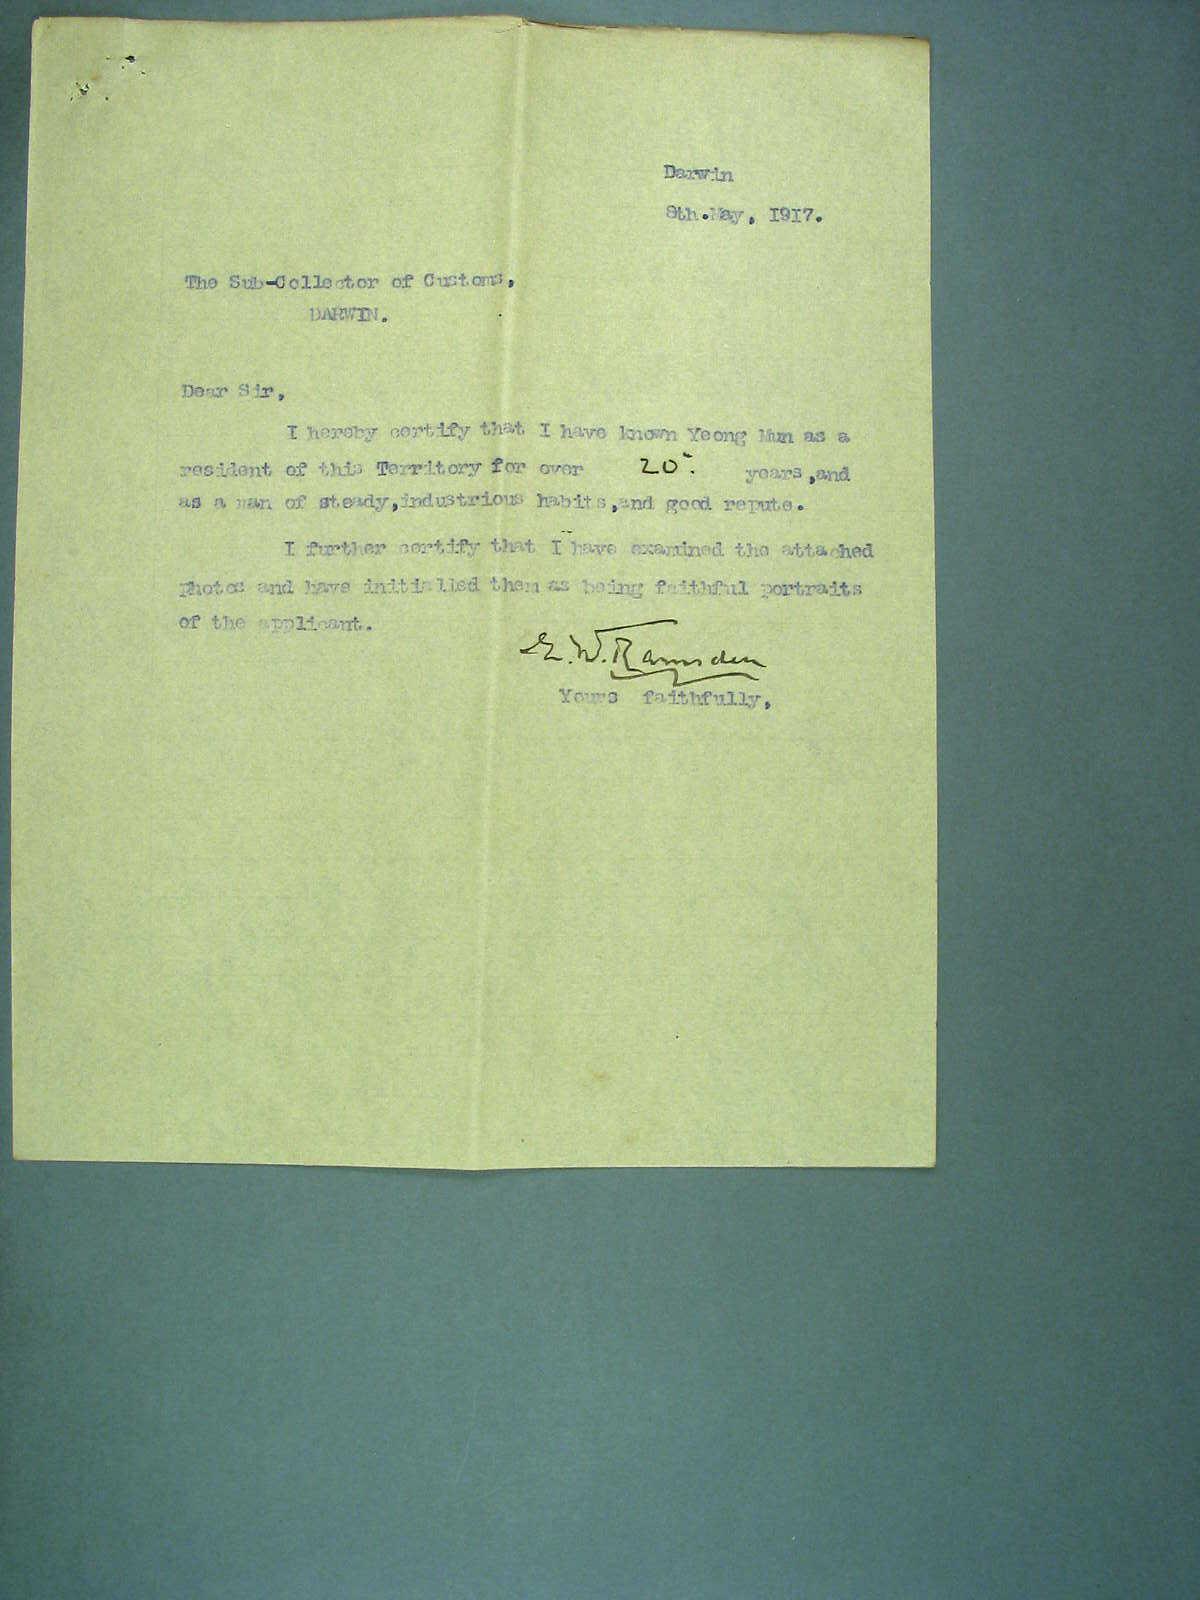 Darwin
8th.May, 1917.
The Sub-Collector of Customs,
DARWIN.
Dear Sir,
I hereby certify that I have known Yeong Mun as a
resident of this Territory for over 20 years,and
as a man of steady,industrious habits,and good repute.
I further certify that I have examined the attached
photos and have initialled them as being faithful portraits
of the applicant.
W. Ramsden
Yours faithfully,